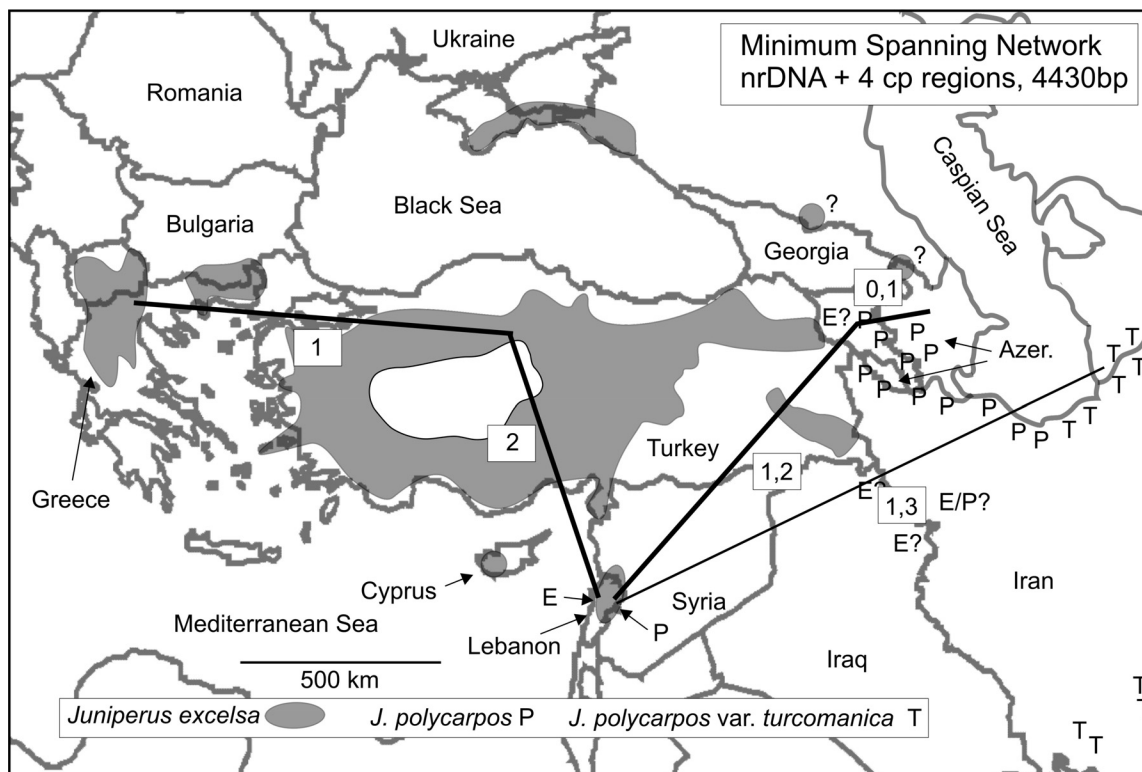 Minimum Spanning Network
nrDNA + 4 cp regions, 4430bp
Ukraine
Romania
Caspian Sea
Black Sea
Bulgaria
?
Georgia
?
0,1
E?
P
P
P
P
P
Azer.
P
P
P
P
P
P
P
T
T
T
T
T
T
T
1
2
Turkey
1,2
E?
1,3
E/P?
E?
Greece
Cyprus
E
Syria
P
Iran
Mediterranean Sea
Lebanon
Iraq
500 km
Juniperus excelsa J. polycarpos P J. polycarpos var. turcomanica T
T
T
T
T